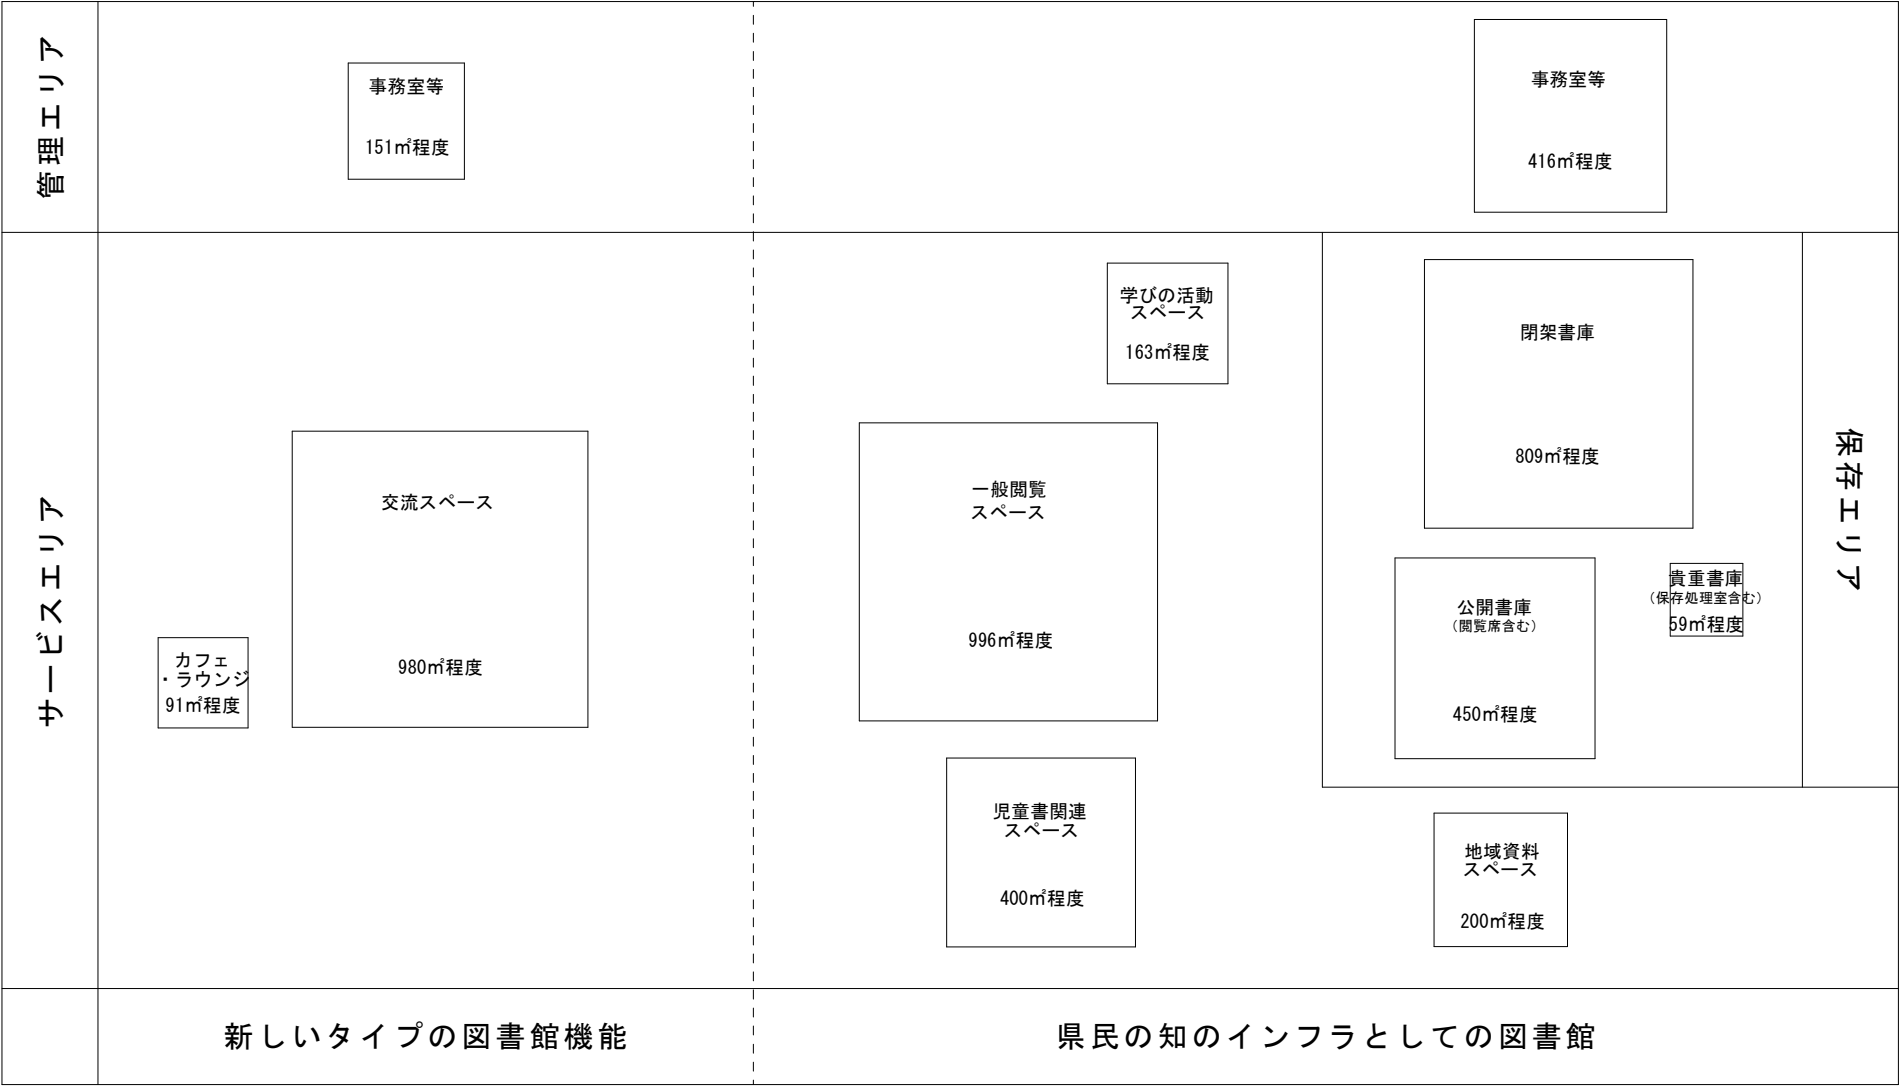 管理エリア
事務室等
151㎡程度
事務室等
416㎡程度
サービスエリア
カフェ
・ラウンジ
91㎡程度
交流スペース
980㎡程度
学びの活動
スペース
163㎡程度
一般閲覧
スペース
996㎡程度
児童書関連
スペース
400㎡程度
閉架書庫
809㎡程度
公開書庫
（閲覧席含む）
450㎡程度
貴重書庫
（保存処理室含む）
59㎡程度
保存エリア
地域資料
スペース
200㎡程度
新しいタイプの図書館機能
県民の知のインフラとしての図書館